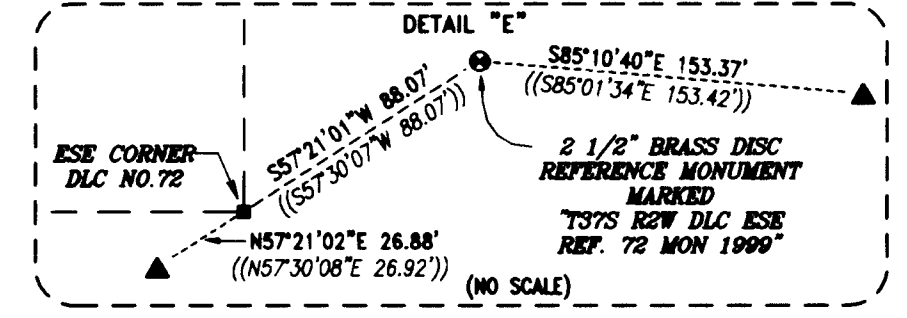 DETAIL "E"
S85°10'40"E 153.37'
((S85°01'34"E 153.42'))
S57°21'01"W 88.07'
((S57°30'07"W 88.07'))
ESE CORNER
DLC NO.72
2 1/2" BRASS DISC
REFERENCE MONUMENT
MARKED
"T37S R2W DLC ESE
REF. 72 MON 1999"
N57°21'02"E 26.88'
((N57°30'08"E 26.92'))
(NO SCALE)